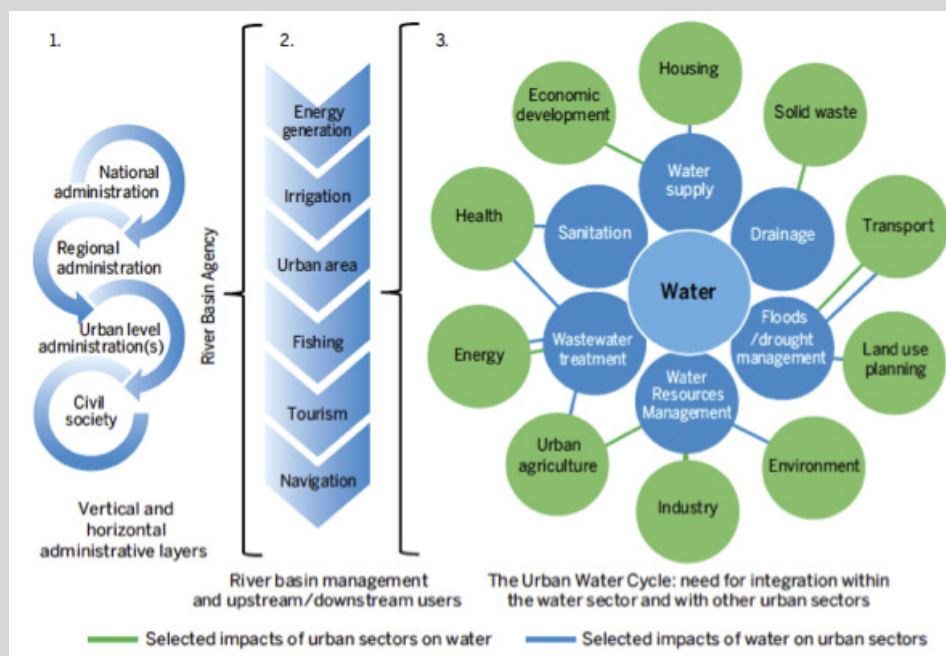 1.
National
administration
Regional
administration
Urban level
administration(s)
Civil
society
Vertical and
horizontal
administrative layers
River Basin Agency
2.
Energy
generation
Irrigation
Urban area
Fishing
Tourism
Navigation
River basin management
and upstream/downstream users
3.
Housing
Economic
development
Solid waste
Water
supply
Health
Sanitation
Drainage
Transport
Water
Energy
Wastewater
treatment
Floods
/drought
management
Land use
planning
Water
Resources
Management
Urban
agriculture
Environment
Industry
The Urban Water Cycle: need for integration within
the water sector and with other urban sectors
Selected impacts of urban sectors on water
Selected impacts of water on urban sectors